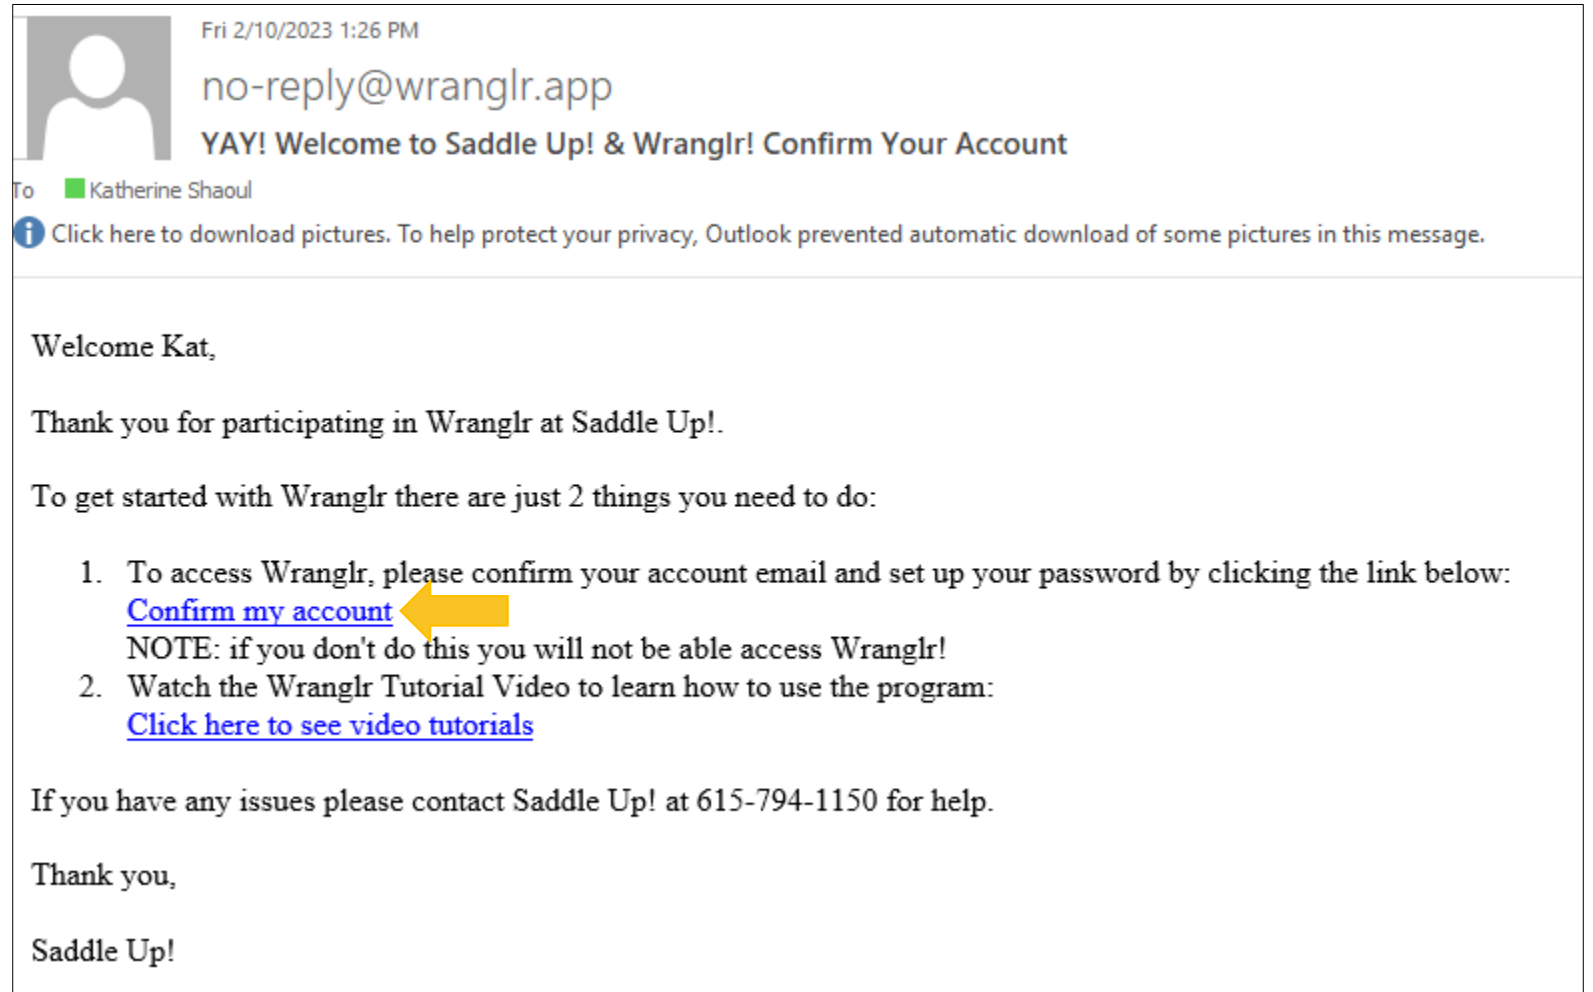 Fri 2/10/2023 1:26 PM
no-reply@wranglr.app
YAY! Welcome to Saddle Up! & Wranglr! Confirm Your Account
To Katherine Shaoul
Click here to download pictures. To help protect your privacy, Outlook prevented automatic download of some pictures in this message.
Welcome Kat,
Thank you for participating in Wranglr at Saddle Up!.
To get started with Wranglr there are just 2 things you need to do:
1. To access Wranglr, please confirm your account email and set up your password by clicking the link below:
Confirm my account
NOTE: if you don't do this you will not be able access Wranglr!
2. Watch the Wranglr Tutorial Video to learn how to use the program:
Click here to see video tutorials
If you have any issues please contact Saddle Up! at 615-794-1150 for help.
Thank you,
Saddle Up!